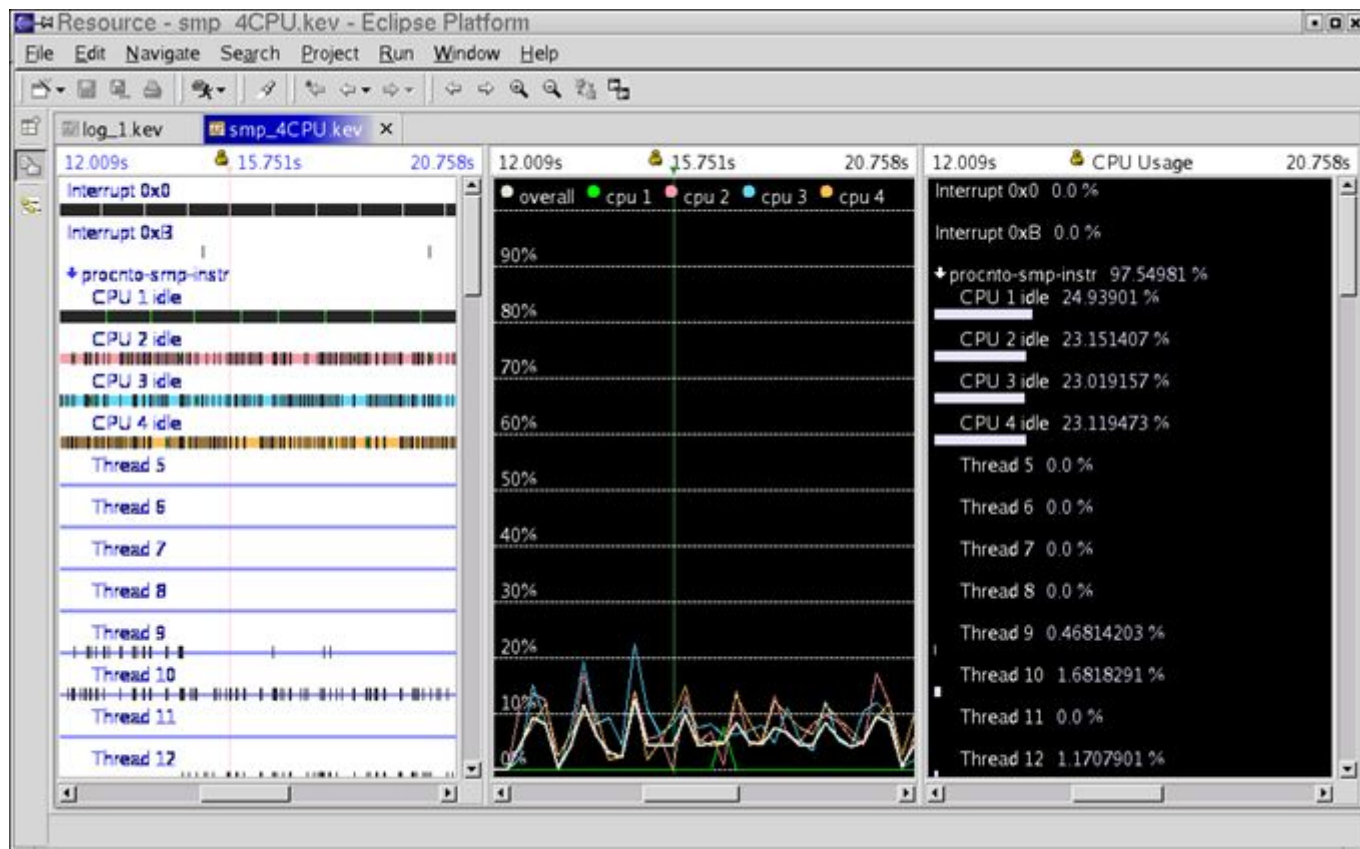 Resource - smp_4CPU.kev - Eclipse Platform
File Edit Navigate Search Project Run Window Help
log_1.kev smp_4CPU.kev
12.009s 15.751s 20.758s
Interrupt 0x0
Interrupt 0xB
procnto-smp-instr
CPU 1 idle
CPU 2 idle
CPU 3 idle
CPU 4 idle
Thread 5
Thread 6
Thread 7
Thread 8
Thread 9
Thread 10
Thread 11
Thread 12
12.009s 15.751s 20.758s
overall cpu 1 cpu 2 cpu 3 cpu 4
90%
80%
70%
60%
50%
40%
30%
20%
10%
0%
12.009s CPU Usage 20.758s
Interrupt 0x0 0.0 %
Interrupt 0xB 0.0 %
procnto-smp-instr 97.54981 %
CPU 1 idle 24.93901 %
CPU 2 idle 23.151407 %
CPU 3 idle 23.019157 %
CPU 4 idle 23.119473 %
Thread 5 0.0 %
Thread 6 0.0 %
Thread 7 0.0 %
Thread 8 0.0 %
Thread 9 0.46814203 %
Thread 10 1.6818291 %
Thread 11 0.0 %
Thread 12 1.1707901 %